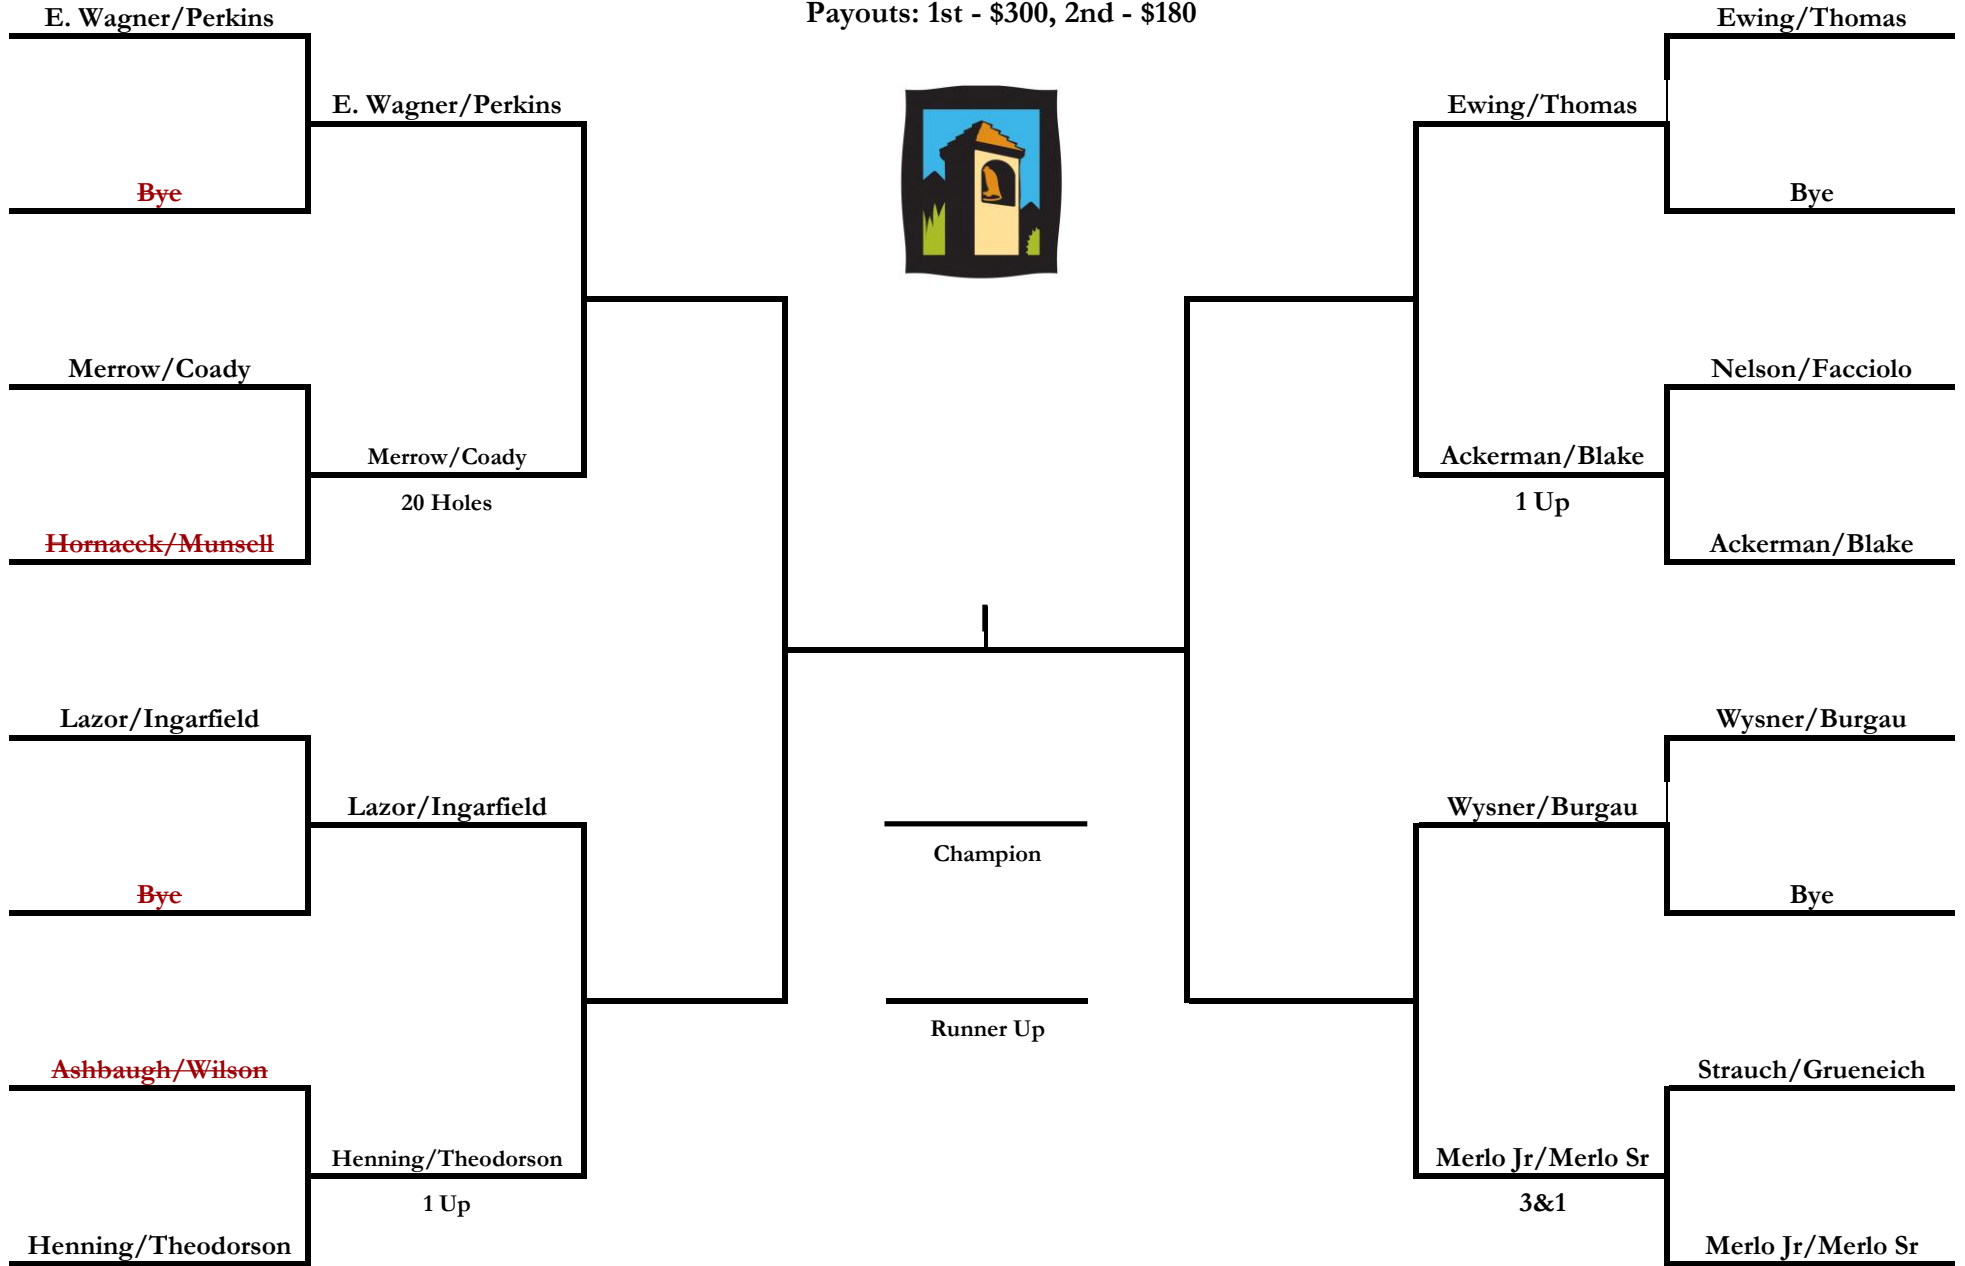 Payouts: 1st - $300, 2nd - $180
E. Wagner/Perkins
E. Wagner/Perkins
Bye
Merrow/Coady
Merrow/Coady
20 Holes
Hornacek/Munsell
Lazor/Ingarfield
Lazor/Ingarfield
Bye
Ashbaugh/Wilson
Henning/Theodorson
1 Up
Henning/Theodorson
Champion
Runner Up
Ewing/Thomas
Ewing/Thomas
Bye
Nelson/Facciolo
Ackerman/Blake
1 Up
Ackerman/Blake
Wysner/Burgau
Wysner/Burgau
Bye
Strauch/Grueneich
Merlo Jr/Merlo Sr
3&1
Merlo Jr/Merlo Sr